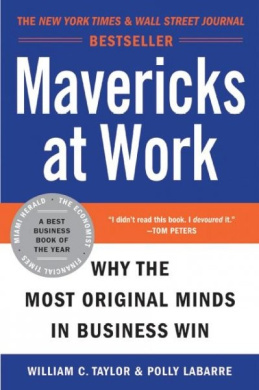 THE NEW YORK TIMES & WALL STREET JOURNAL
BESTSELLER
Mavericks
at Work
MIAMI HERALD · THE ECONOMIST · FINANCIAL TIMES
A BEST
BUSINESS
BOOK OF
THE YEAR
"I didn't read this book. I devoured it."
—TOM PETERS
WHY THE
MOST ORIGINAL MINDS
IN BUSINESS WIN
WILLIAM C. TAYLOR & POLLY LABARRE